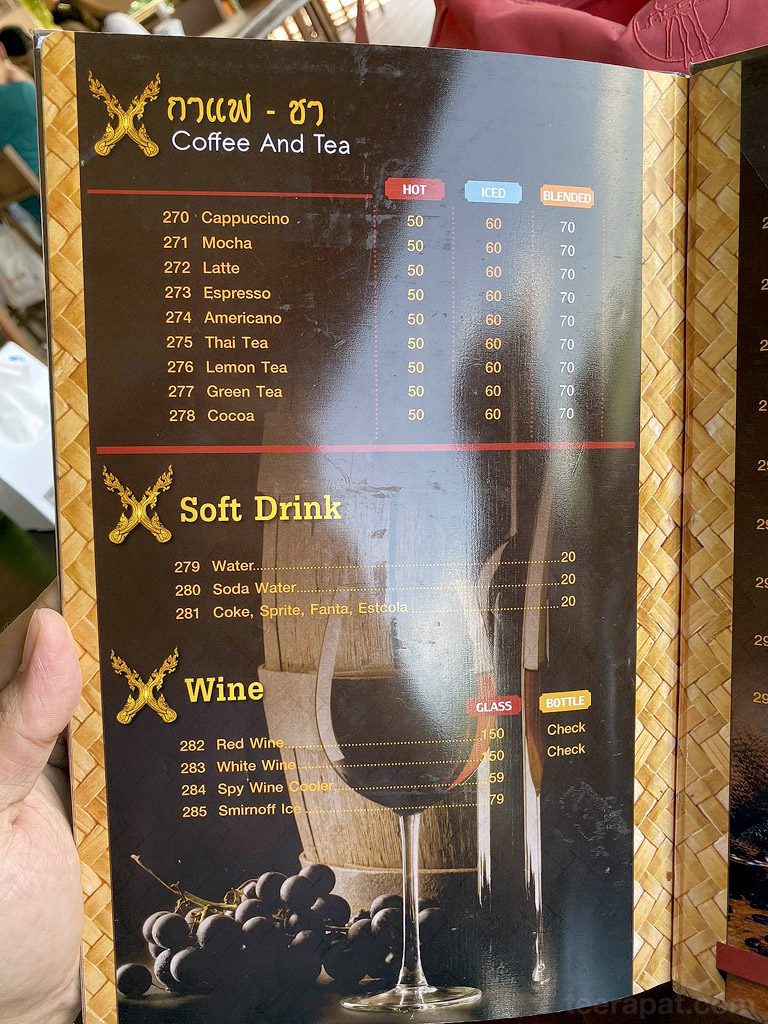 กาแฟ - ชา
Coffee And Tea
HOT ICED BLENDED
270 Cappuccino 50 60 70
271 Mocha 50 60 70
272 Latte 50 60 70
273 Espresso 50 60 70
274 Americano 50 60 70
275 Thai Tea 50 60 70
276 Lemon Tea 50 60 70
277 Green Tea 50 60 70
278 Cocoa 50 60 70
Soft Drink
279 Water 20
280 Soda Water 20
281 Coke, Sprite, Fanta, Estcola 20
Wine
GLASS BOTTLE
282 Red Wine 150 Check
283 White Wine 150 Check
284 Spy Wine Cooler 59
285 Smirnoff Ice 79
teerapat.com